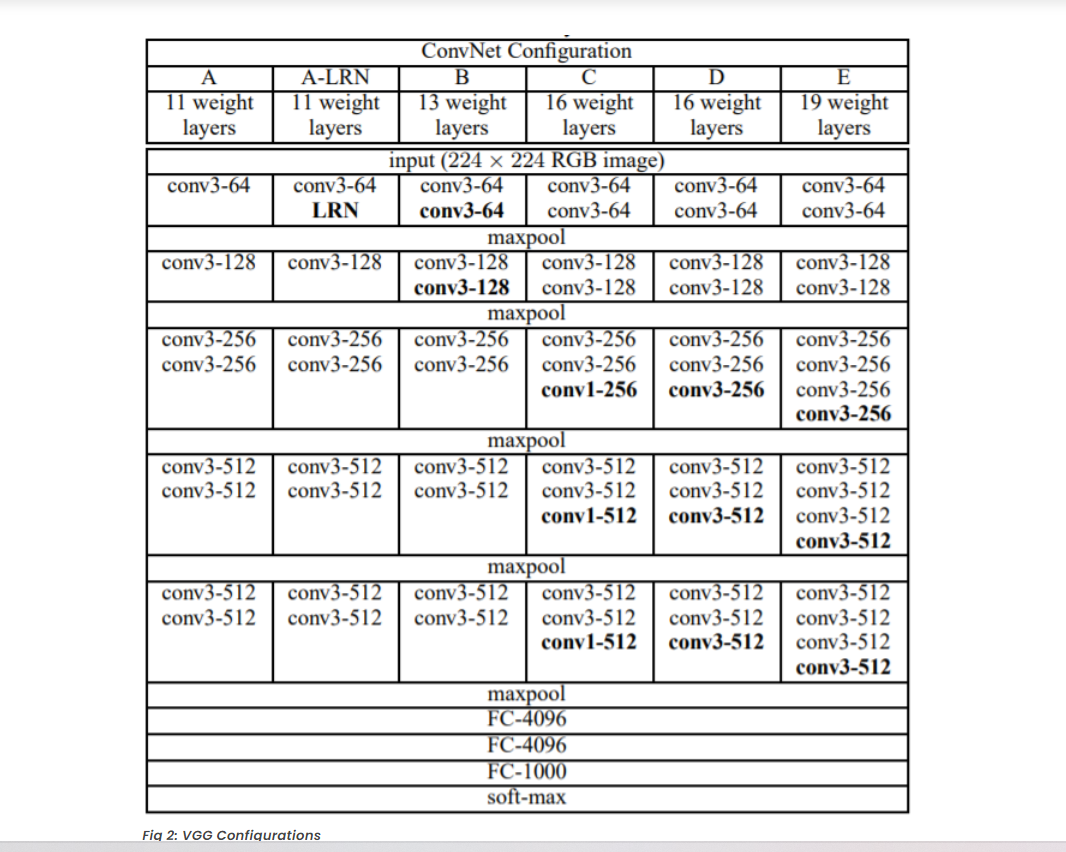 ConvNet Configuration
A A-LRN B C D E
11 weight 11 weight 13 weight 16 weight 16 weight 19 weight
layers layers layers layers layers layers
input (224 × 224 RGB image)
conv3-64 conv3-64 conv3-64 conv3-64 conv3-64 conv3-64
LRN conv3-64 conv3-64 conv3-64 conv3-64
maxpool
conv3-128 conv3-128 conv3-128 conv3-128 conv3-128 conv3-128
conv3-128 conv3-128 conv3-128 conv3-128
maxpool
conv3-256 conv3-256 conv3-256 conv3-256 conv3-256 conv3-256
conv3-256 conv3-256 conv3-256 conv3-256 conv3-256 conv3-256
conv1-256 conv3-256 conv3-256
conv3-256
maxpool
conv3-512 conv3-512 conv3-512 conv3-512 conv3-512 conv3-512
conv3-512 conv3-512 conv3-512 conv3-512 conv3-512 conv3-512
conv1-512 conv3-512 conv3-512
conv3-512
maxpool
conv3-512 conv3-512 conv3-512 conv3-512 conv3-512 conv3-512
conv3-512 conv3-512 conv3-512 conv3-512 conv3-512 conv3-512
conv1-512 conv3-512 conv3-512
conv3-512
maxpool
FC-4096
FC-4096
FC-1000
soft-max
Fig 2: VGG Configurations